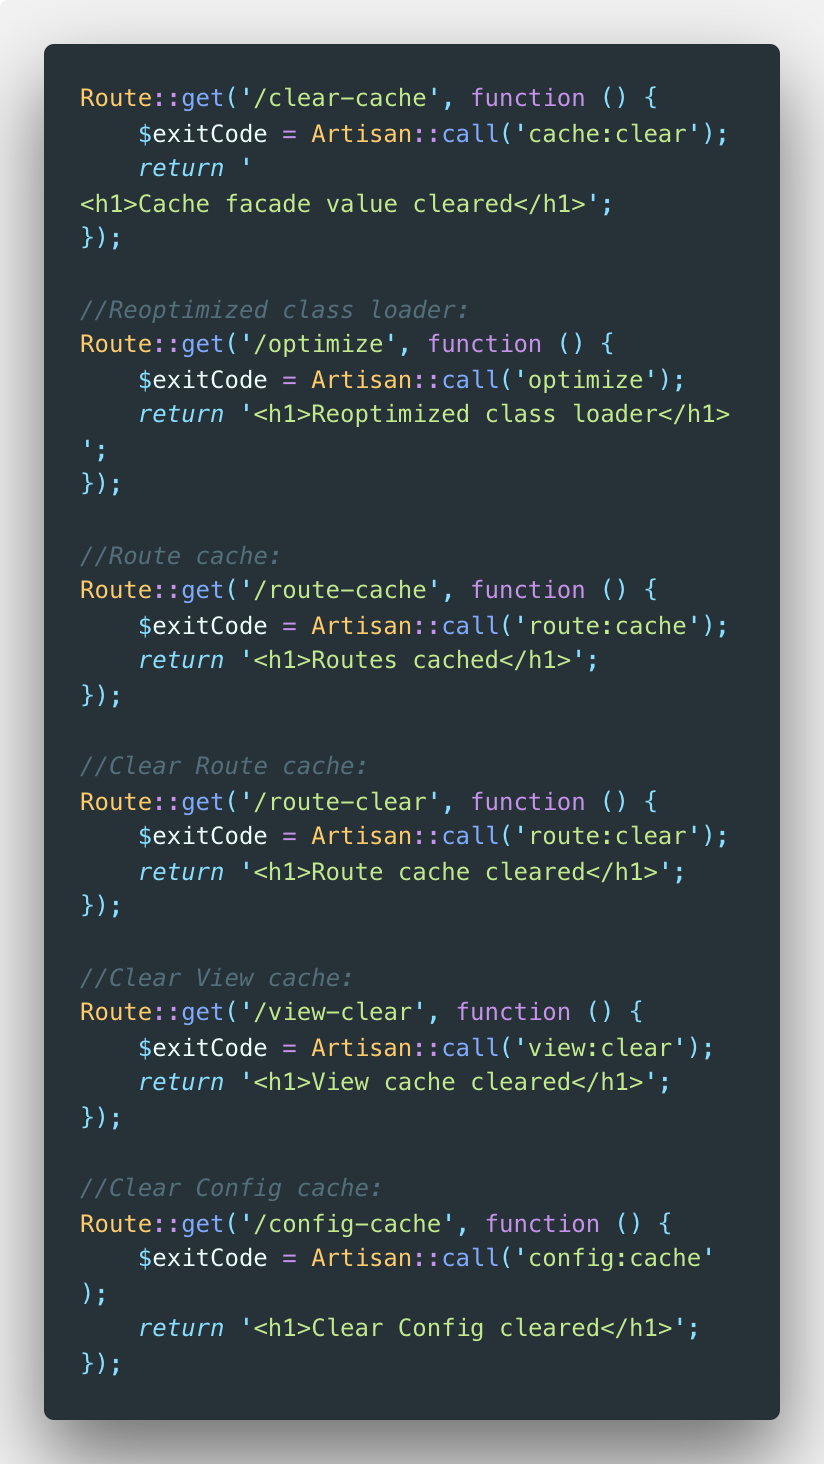 Route::get('/clear-cache', function () {
    $exitCode = Artisan::call('cache:clear');
    return '
<h1>Cache facade value cleared</h1>';
});

//Reoptimized class loader:
Route::get('/optimize', function () {
    $exitCode = Artisan::call('optimize');
    return '<h1>Reoptimized class loader</h1>
';
});

//Route cache:
Route::get('/route-cache', function () {
    $exitCode = Artisan::call('route:cache');
    return '<h1>Routes cached</h1>';
});

//Clear Route cache:
Route::get('/route-clear', function () {
    $exitCode = Artisan::call('route:clear');
    return '<h1>Route cache cleared</h1>';
});

//Clear View cache:
Route::get('/view-clear', function () {
    $exitCode = Artisan::call('view:clear');
    return '<h1>View cache cleared</h1>';
});

//Clear Config cache:
Route::get('/config-cache', function () {
    $exitCode = Artisan::call('config:cache'
);
    return '<h1>Clear Config cleared</h1>';
});